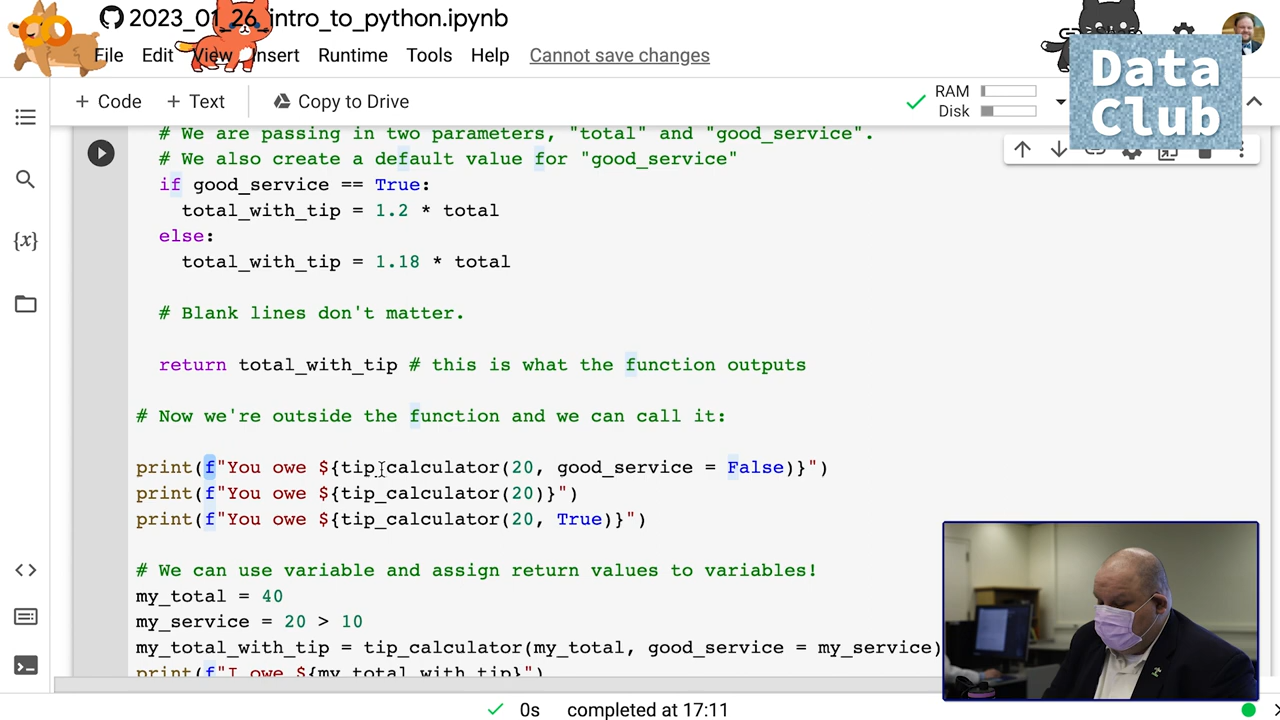 2023_01_26_intro_to_python.ipynb
File Edit View Insert Runtime Tools Help Cannot save changes
+ Code + Text Copy to Drive
RAM
Disk
Data
Club
# We are passing in two parameters, "total" and "good_service".
# We also create a default value for "good_service"
if good_service == True:
total_with_tip = 1.2 * total
else:
total_with_tip = 1.18 * total
# Blank lines don't matter.
return total_with_tip # this is what the function outputs
# Now we're outside the function and we can call it:
print(f"You owe ${tip_calculator(20, good_service = False)}")
print(f"You owe ${tip_calculator(20)}")
print(f"You owe ${tip_calculator(20, True)}")
# We can use variable and assign return values to variables!
my_total = 40
my_service = 20 > 10
my_total_with_tip = tip_calculator(my_total, good_service = my_service)
print(f"I owe ${my_total_with_tip}")
{x}
0s completed at 17:11